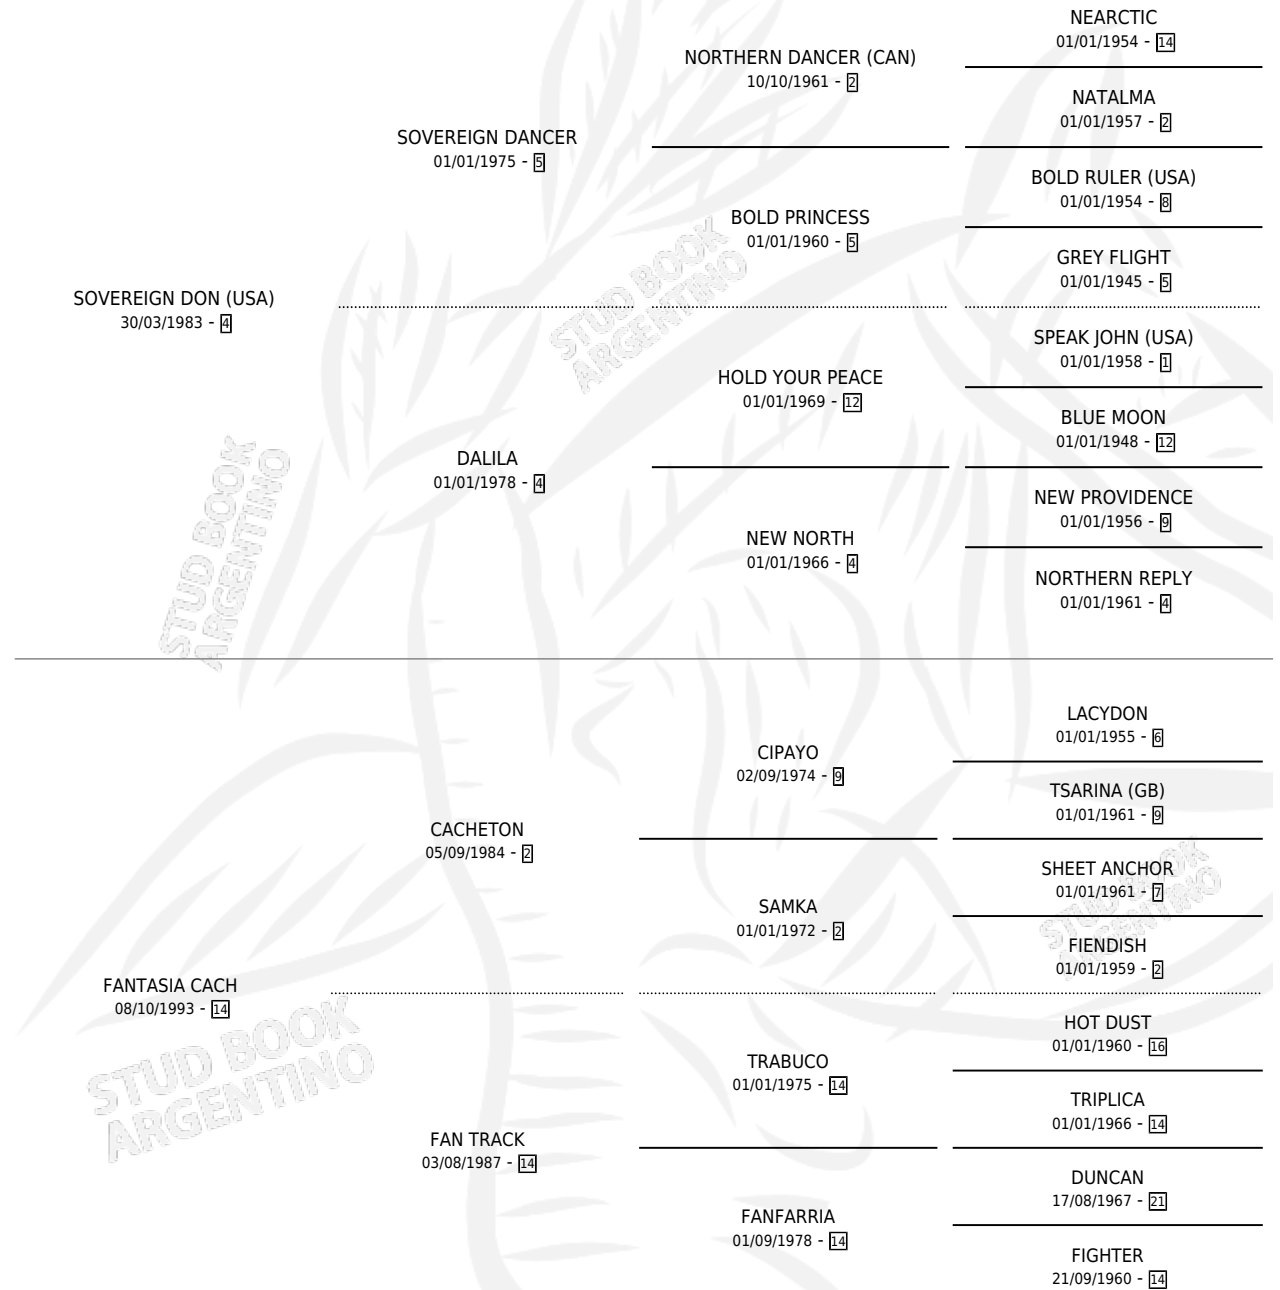 NEARCTIC
01/01/1954 - 14
NORTHERN DANCER (CAN)
10/10/1961 - 2
NATALMA
01/01/1957 - 2
SOVEREIGN DANCER
01/01/1975 - 5
BOLD RULER (USA)
01/01/1954 - 8
BOLD PRINCESS
01/01/1960 - 5
GREY FLIGHT
01/01/1945 - 5
SOVEREIGN DON (USA)
30/03/1983 - 4
STUD BOOK
ARGENTINO
SPEAK JOHN (USA)
01/01/1958 - 1
HOLD YOUR PEACE
01/01/1969 - 12
BLUE MOON
01/01/1948 - 12
DALILA
01/01/1978 - 4
NEW PROVIDENCE
01/01/1956 - 9
NEW NORTH
01/01/1966 - 4
NORTHERN REPLY
01/01/1961 - 4
STUD BOOK
ARGENTINO
LACYDON
01/01/1955 - 6
CIPAYO
02/09/1974 - 9
TSARINA (GB)
01/01/1961 - 9
CACHETON
05/09/1984 - 2
SHEET ANCHOR
01/01/1961 - 7
SAMKA
01/01/1972 - 2
FIENDISH
01/01/1959 - 2
STUD BOOK
ARGENTINO
FANTASIA CACH
08/10/1993 - 14
STUD BOOK
ARGENTINO
HOT DUST
01/01/1960 - 16
TRABUCO
01/01/1975 - 14
TRIPLICA
01/01/1966 - 14
FAN TRACK
03/08/1987 - 14
DUNCAN
17/08/1967 - 21
FANFARRIA
01/09/1978 - 14
FIGHTER
21/09/1960 - 14